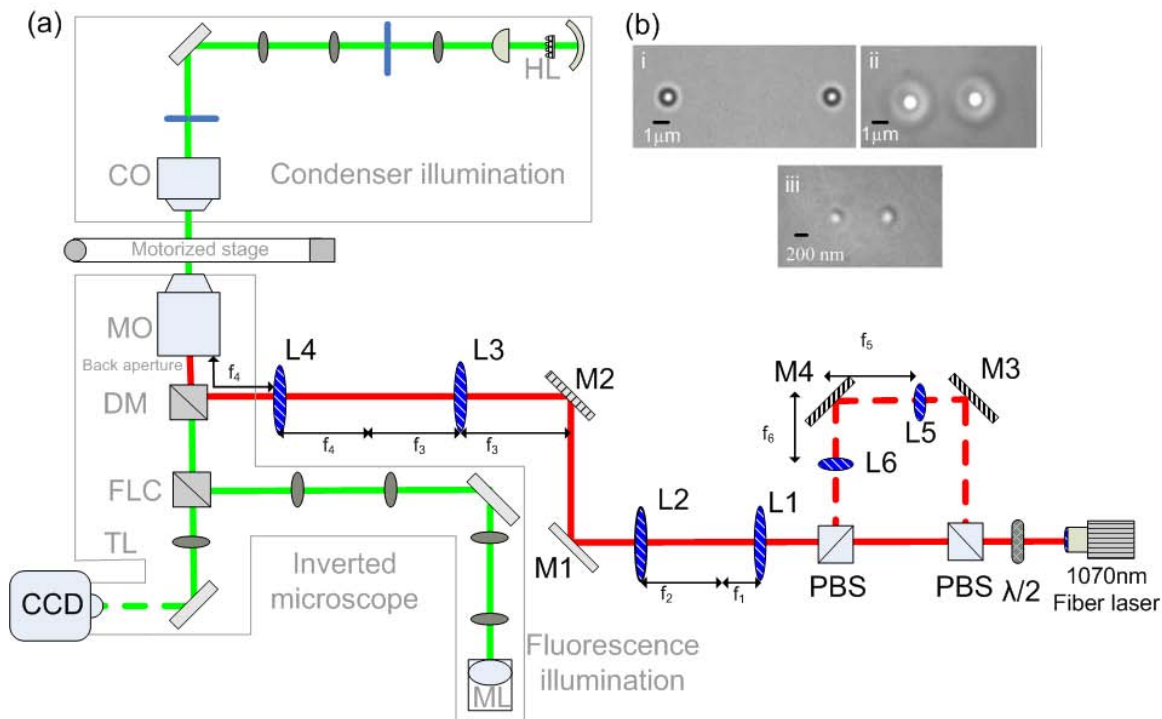 (a)
HL
CO
Condenser illumination
Motorized stage
MO
Back aperture
f4
L4
L3
M2
DM
f4
f3
f3
FLC
TL
CCD
Inverted
microscope
Fluorescence
illumination
ML
M1
L2
L1
f2
f1
M4
f5
M3
f6
L5
L6
PBS
PBS
λ/2
1070nm
Fiber laser
(b)
i
1μm
ii
1μm
iii
200 nm